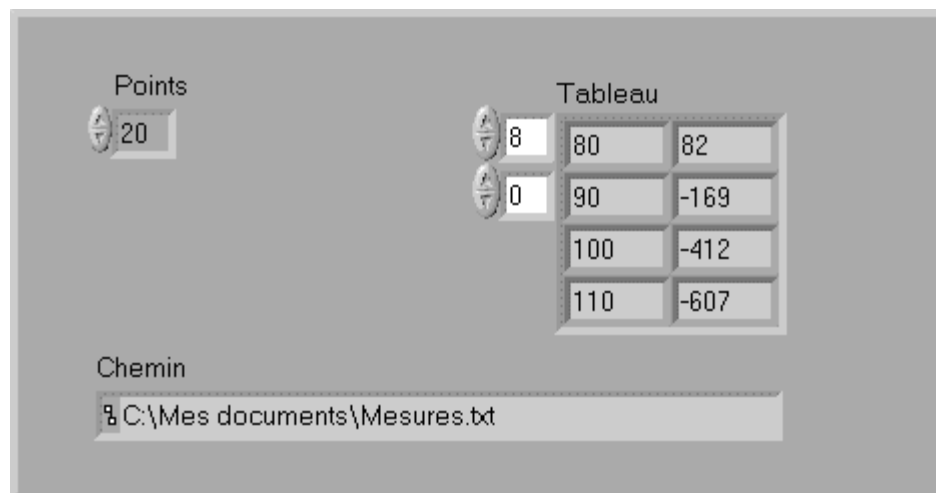 Points
20
Tableau
8 80 82
0 90 -169
100 -412
110 -607
Chemin
C:\Mes documents\Mesures.txt